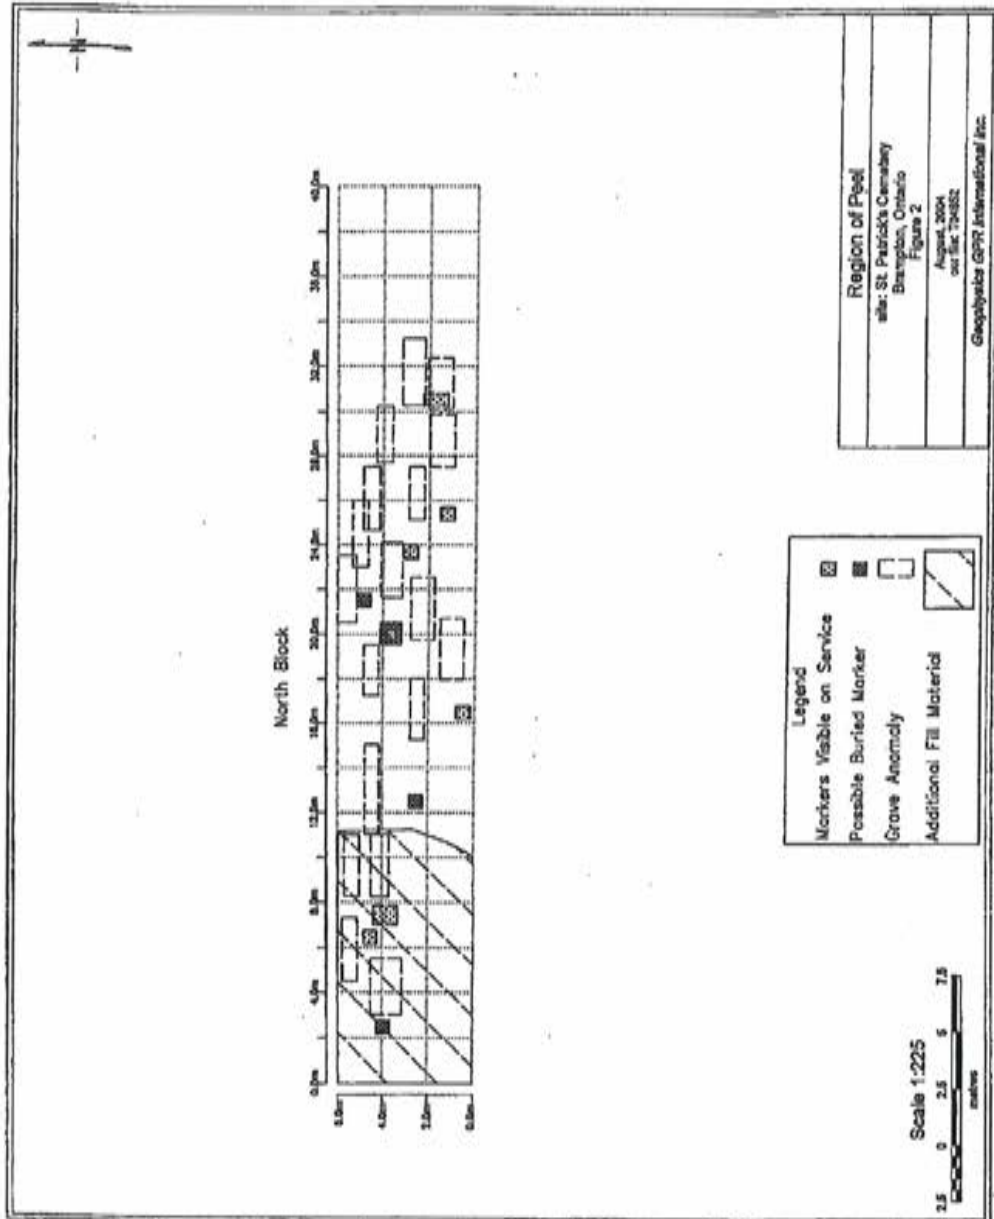 N
North Block
0.0m 4.0m 8.0m 12.0m 16.0m 20.0m 24.0m 28.0m 32.0m 36.0m 40.0m
6.0m
4.0m
2.0m
0.0m
Scale 1:225
2.5 0 2.5 5 7.5
metres
Legend
Markers Visible on Service
Possible Buried Marker
Grave Anomaly
Additional Fill Material
Region of Peel
site: St. Patrick's Cemetery
Brampton, Ontario
Figure 2
August, 2004
our file: T04852
Geophysics GPR International Inc.